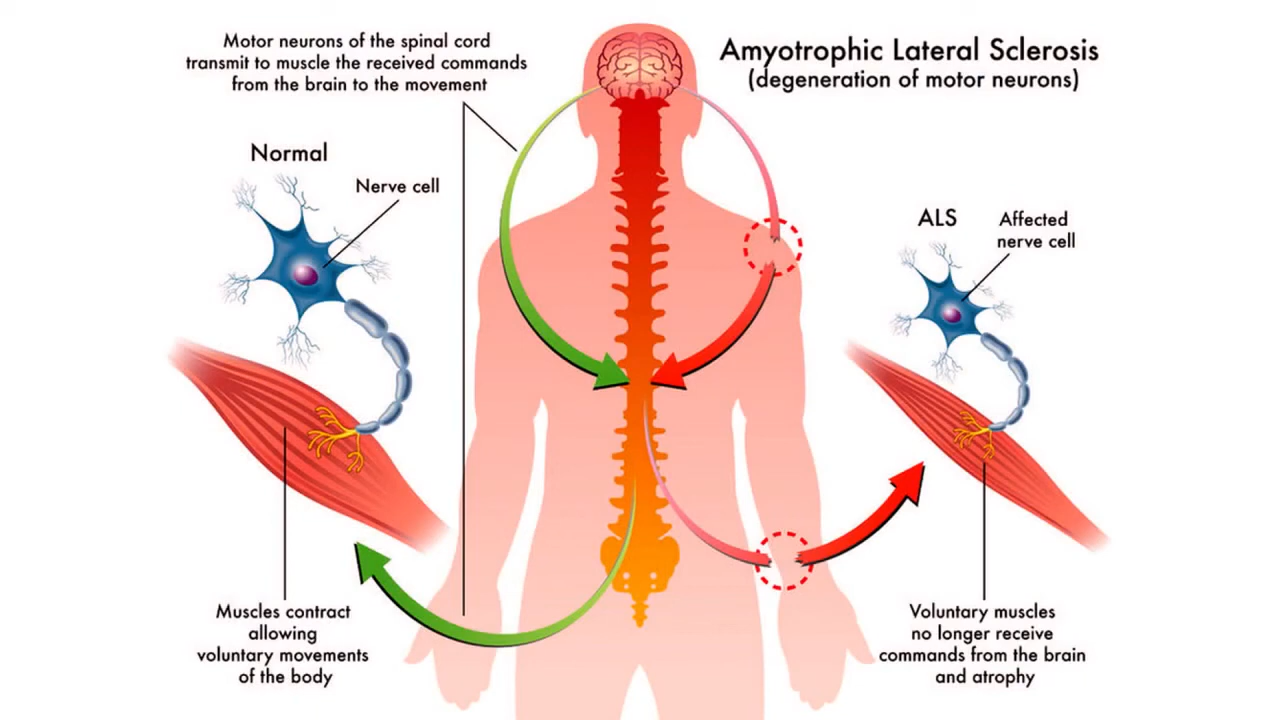 Motor neurons of the spinal cord
transmit to muscle the received commands
from the brain to the movement
Amyotrophic Lateral Sclerosis
(degeneration of motor neurons)
Normal
Nerve cell
ALS
Affected
nerve cell
Muscles contract
allowing
voluntary movements
of the body
Voluntary muscles
no longer receive
commands from the brain
and atrophy